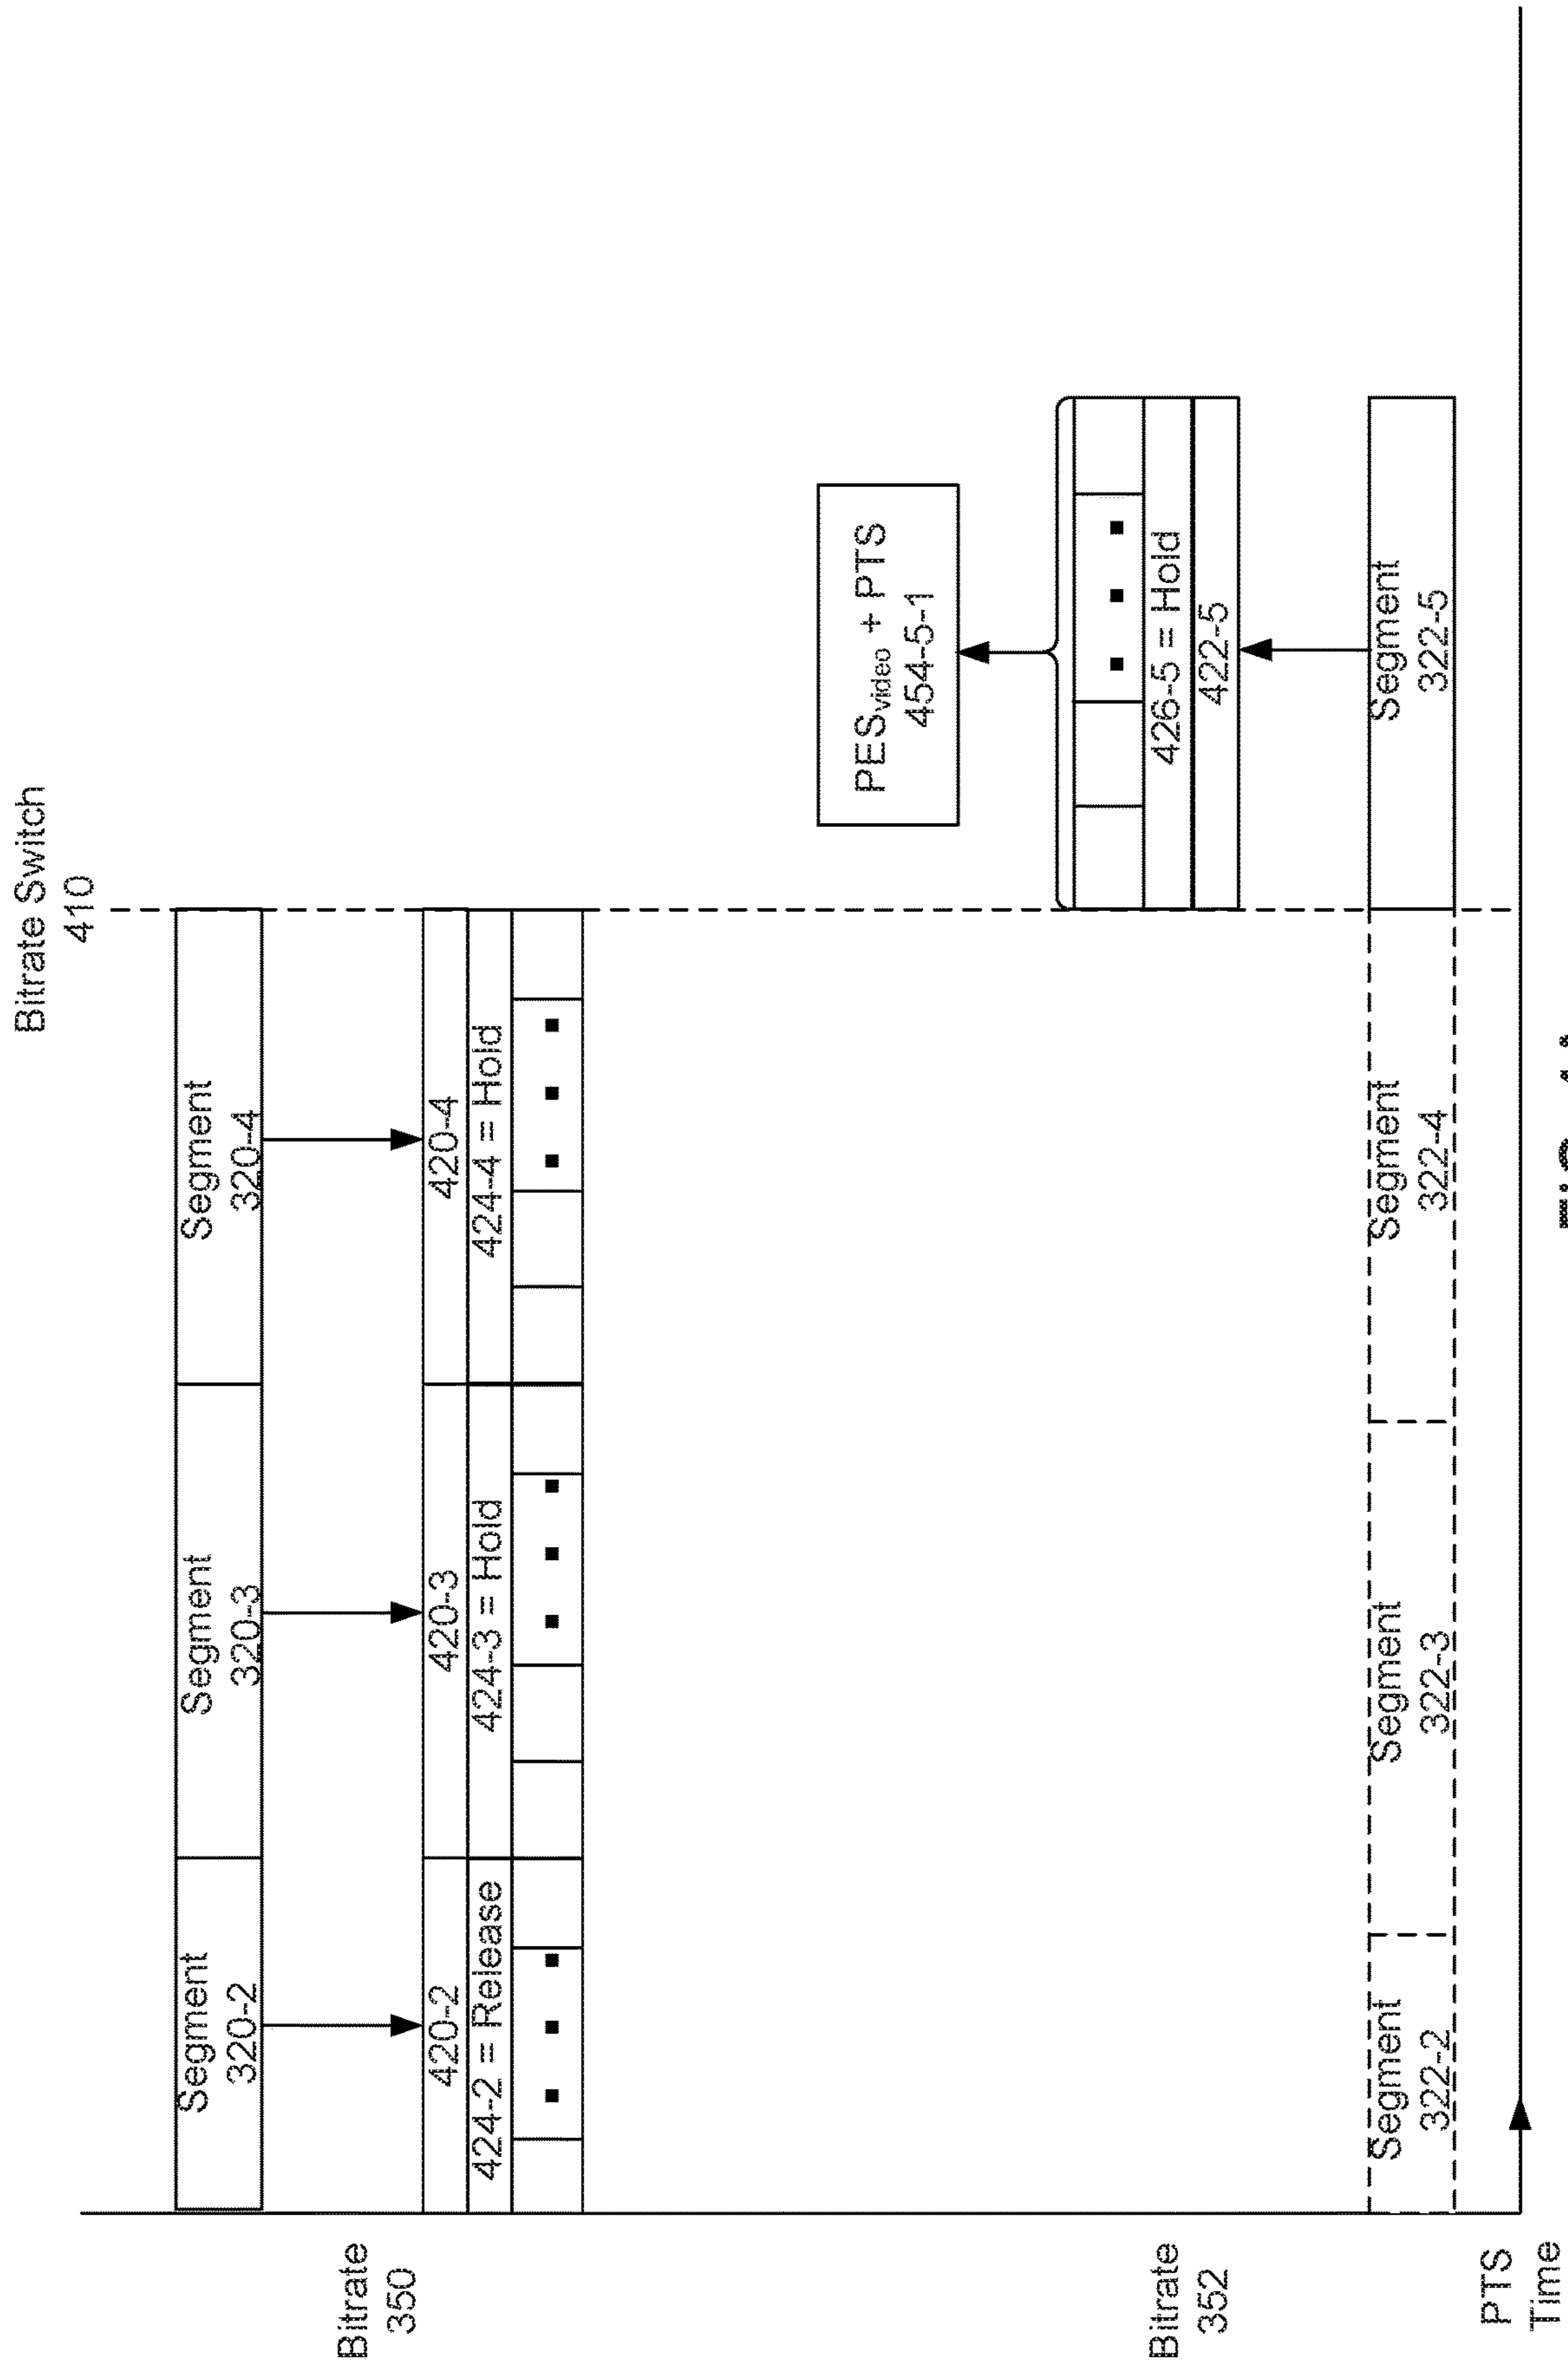 Bitrate Switch
410
Bitrate
350
Segment
320-2
Segment
320-3
Segment
320-4
420-2
420-3
420-4
424-2 = Release
424-3 = Hold
424-4 = Hold
PESvideo + PTS
454-5-1
Bitrate
352
426-5 = Hold
422-5
Segment
322-2
Segment
322-3
Segment
322-4
Segment
322-5
PTS
Time